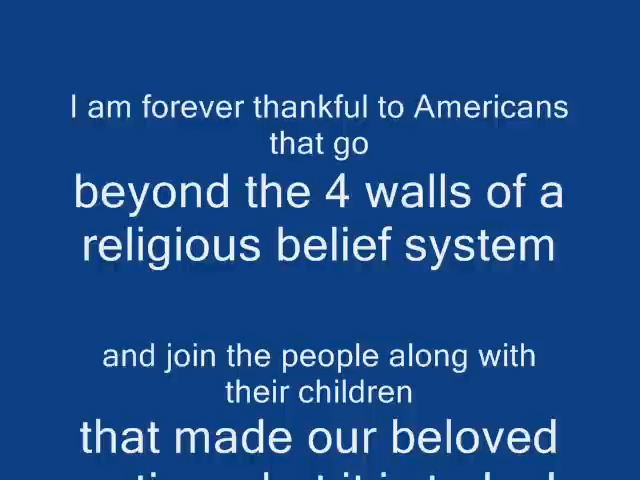 I am forever thankful to Americans
that go
beyond the 4 walls of a
religious belief system
and join the people along with
their children
that made our beloved